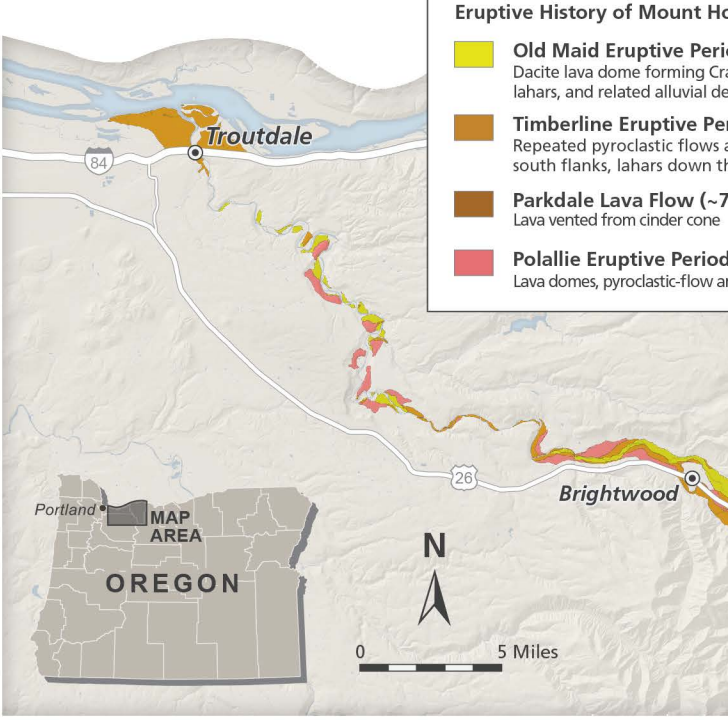 Eruptive History of Mount Ho
Old Maid Eruptive Peri
Dacite lava dome forming Cra
lahars, and related alluvial de
Timberline Eruptive Per
Repeated pyroclastic flows a
south flanks, lahars down th
Parkdale Lava Flow (~7
Lava vented from cinder cone
Polallie Eruptive Period
Lava domes, pyroclastic-flow an
Troutdale
84
26
Brightwood
Portland
MAP
AREA
OREGON
N
0 5 Miles